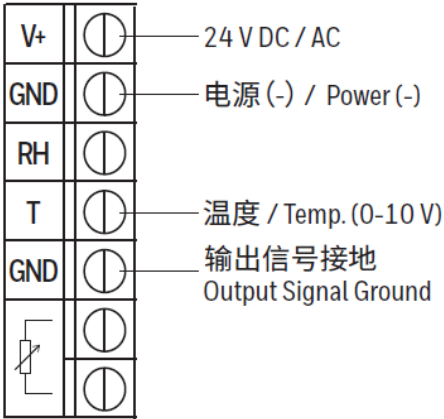 V+ 24 V DC / AC
GND 电源 (-) / Power (-)
RH
T 温度 / Temp. (0-10 V)
GND 输出信号接地
Output Signal Ground